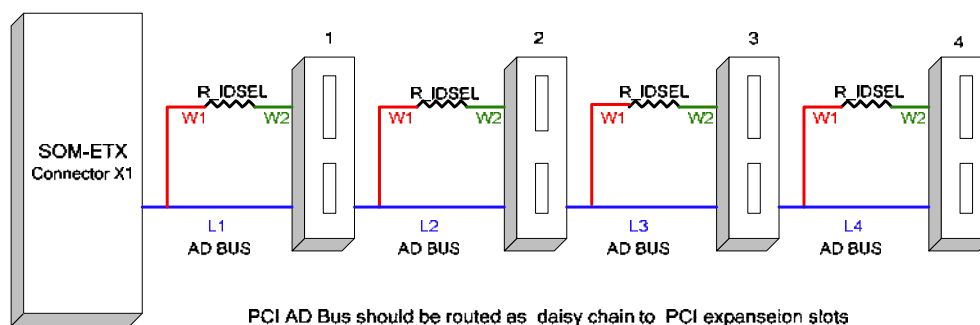 1 2 3 4
R_IDSEL R_IDSEL R_IDSEL R_IDSEL
W1 W2 W1 W2 W1 W2 W1 W2
SOM-ETX
Connector X1
L1 L2 L3 L4
AD BUS AD BUS AD BUS AD BUS
PCI AD Bus should be routed as daisy chain to PCI expanseion slots